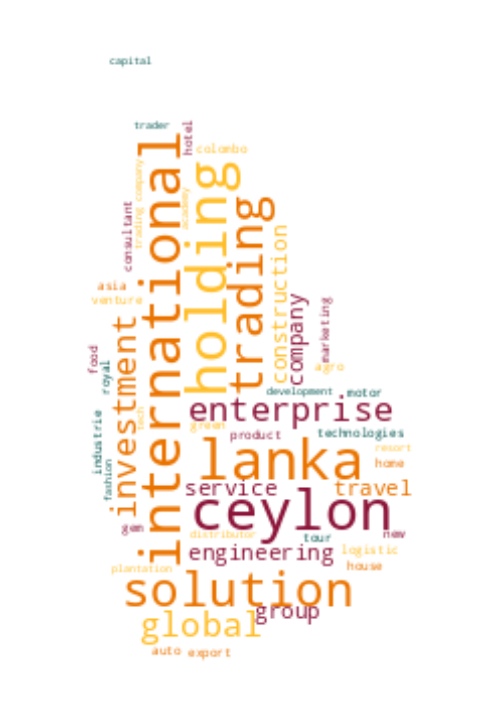 capital
trader
hotel
colombo
international
trading company
academy
holding
trading
consultant
construction
company
marketing
asia
venture
agro
investment
food
royal
tech
development
motor
enterprise
industrie
fashion
green
product
technologies
lanka
resort
home
service
travel
ceylon
gem
distributor
tour
new
engineering
logistic
plantation
house
solution
group
global
auto
export